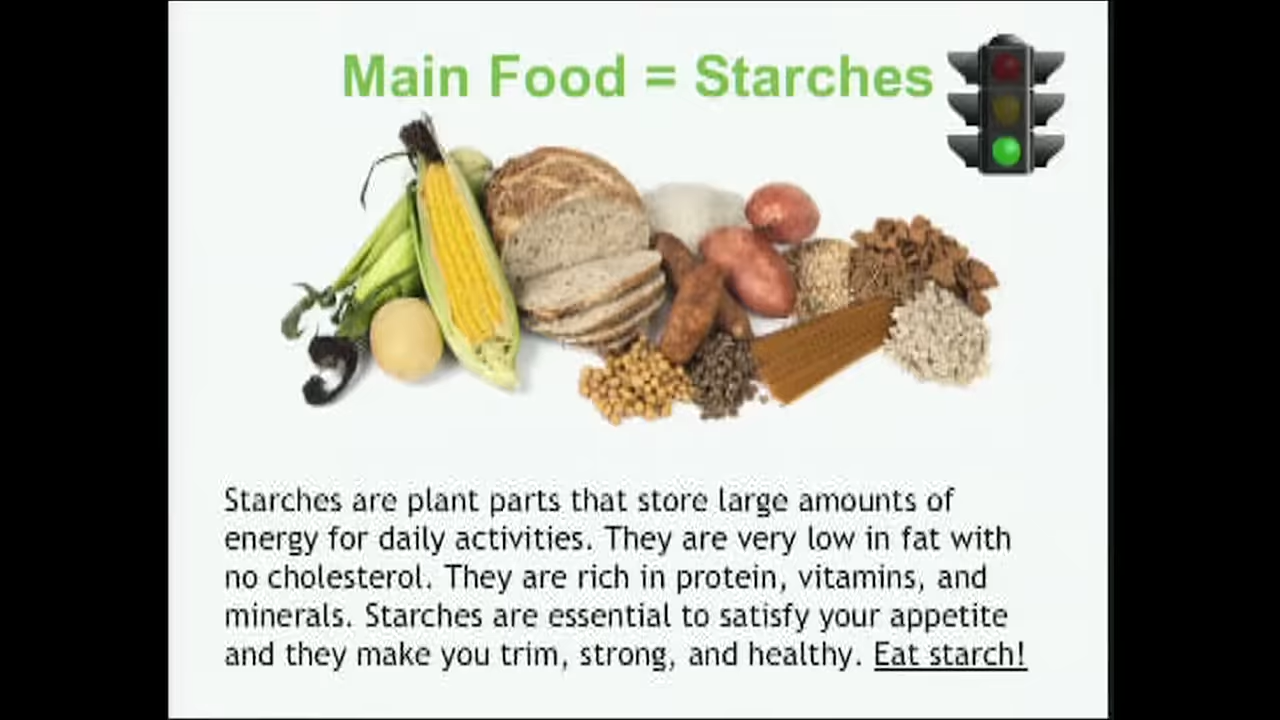 Main Food = Starches
Starches are plant parts that store large amounts of
energy for daily activities. They are very low in fat with
no cholesterol. They are rich in protein, vitamins, and
minerals. Starches are essential to satisfy your appetite
and they make you trim, strong, and healthy. Eat starch!